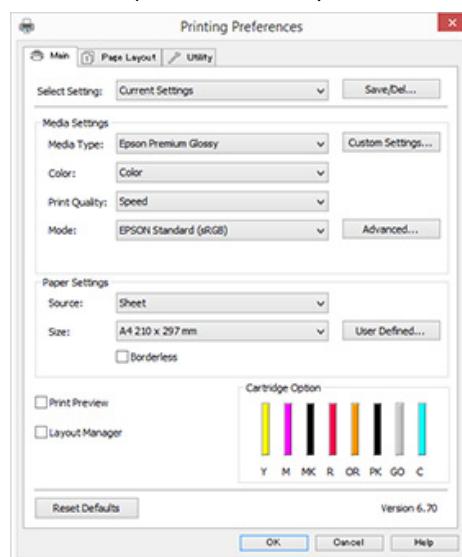 Printing Preferences
Main Page Layout Utility
Select Setting: Current Settings Save/Del...
Media Settings
Media Type: Epson Premium Glossy Custom Settings...
Color: Color
Print Quality: Speed
Mode: EPSON Standard (sRGB) Advanced...
Paper Settings
Source: Sheet
Size: A4 210 x 297 mm User Defined...
Borderless
Cartridge Option
Print Preview
Layout Manager
Y M MK R OR PK GO C
Reset Defaults Version 6.70
OK Cancel Help